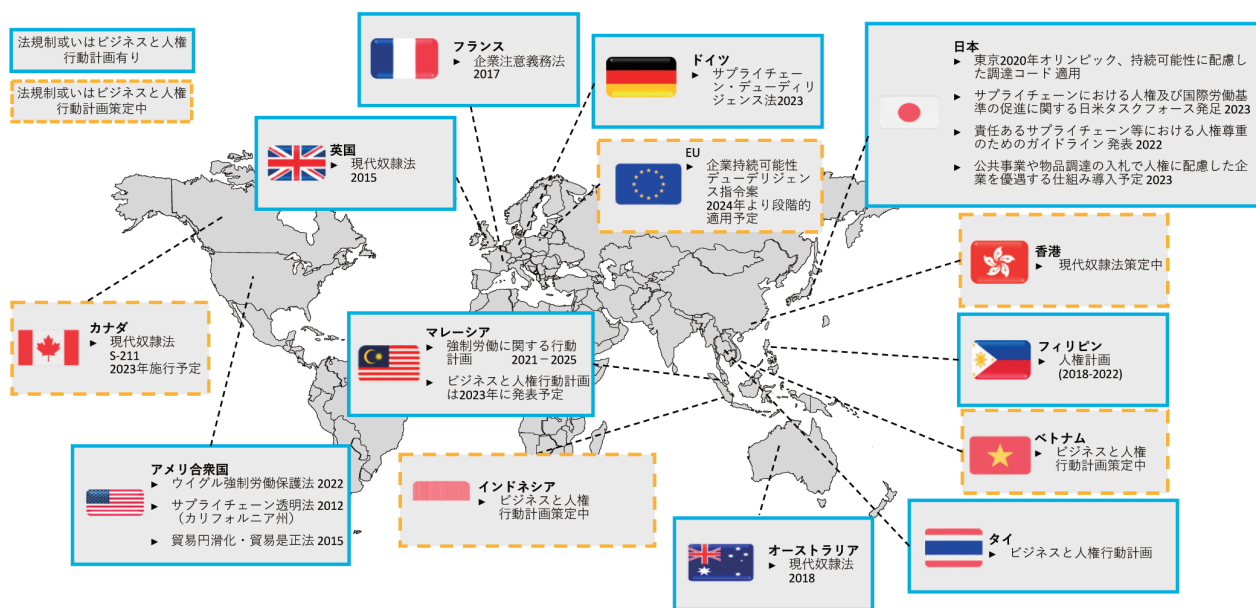 法規制或いはビジネスと人権
行動計画有り
法規制或いはビジネスと人権
行動計画策定中
フランス
► 企業注意義務法
2017
ドイツ
► サプライチェー
ン・デューディリ
ジェンス法2023
日本
► 東京2020年オリンピック、持続可能性に配慮し
た調達コード 適用
► サプライチェーンにおける人権及び国際労働基
準の促進に関する日米タスクフォース発足 2023
► 責任あるサプライチェーン等における人権尊重
のためのガイドライン 発表 2022
► 公共事業や物品調達の入札で人権に配慮した企
業を優遇する仕組み導入予定 2023
英国
► 現代奴隷法
2015
EU
► 企業持続可能性
デューデリジェン
ス指令案
2024年より段階的
適用予定
香港
► 現代奴隷法策定中
カナダ
► 現代奴隷法
S-211
2023年施行予定
マレーシア
► 強制労働に関する行動
計画 2021－2025
► ビジネスと人権行動計画
は2023年に発表予定
フィリピン
► 人権計画
(2018-2022)
ベトナム
► ビジネスと人権
行動計画策定中
アメリ合衆国
► ウイグル強制労働保護法 2022
► サプライチェーン透明法 2012
（カリフォルニア州）
► 貿易円滑化・貿易是正法 2015
インドネシア
► ビジネスと人権
行動計画策定中
オーストラリア
► 現代奴隷法
2018
タイ
► ビジネスと人権行動計画